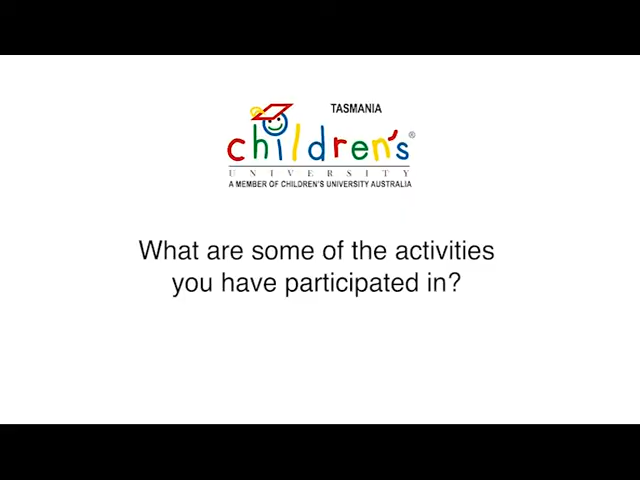 TASMANIA
children's®
UNIVERSITY
A MEMBER OF CHILDREN'S UNIVERSITY AUSTRALIA
What are some of the activities
you have participated in?